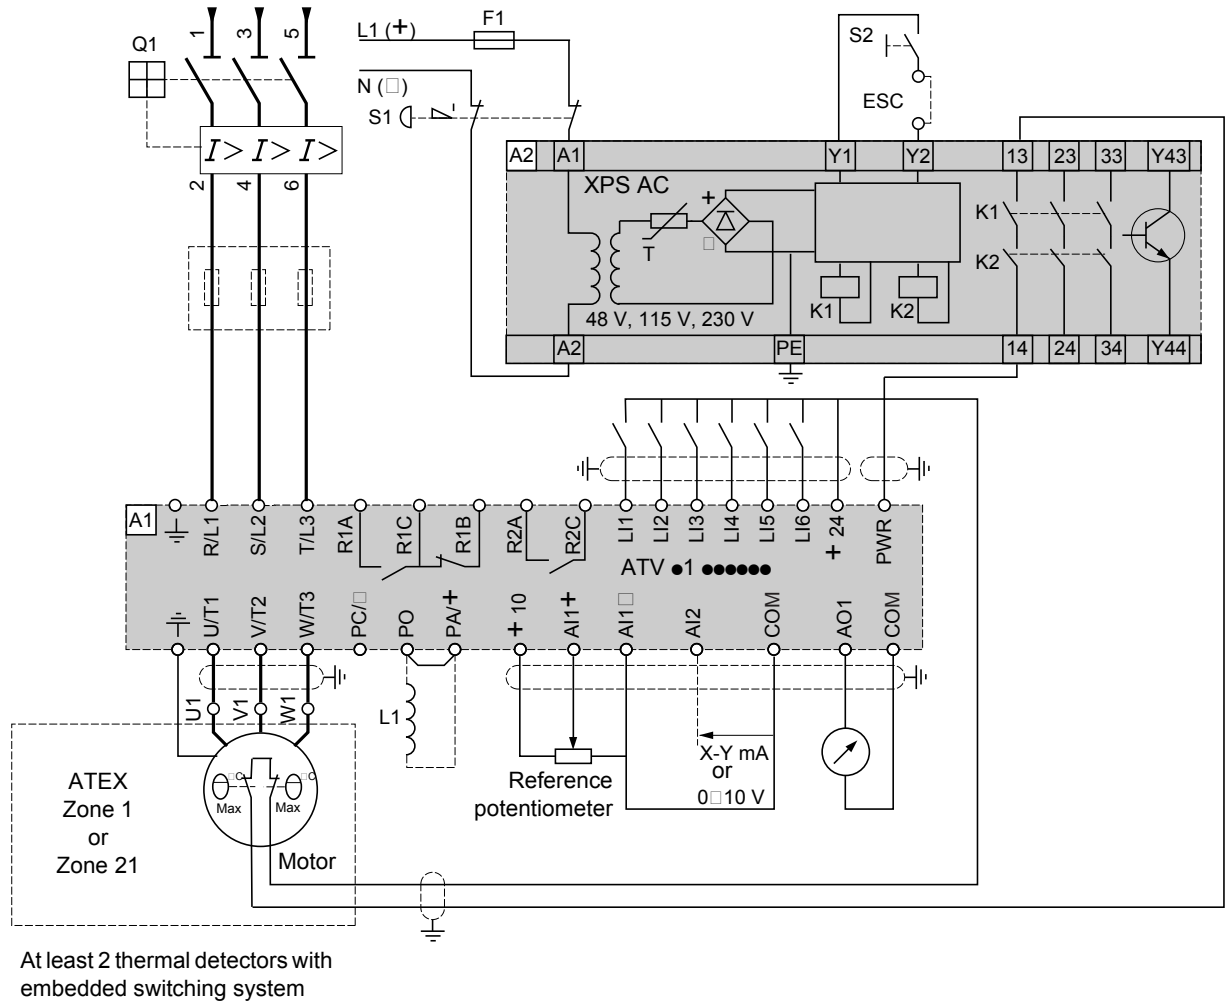 1 3 5
Q1
L1 (+)
F1
N (□)
S1
S2
ESC
I> I> I>
2 4 6
A2 A1 Y1 Y2 13 23 33 Y43
XPS AC
+
□
T
K1
K2
K1 K2
48 V, 115 V, 230 V
A2 PE 14 24 34 Y44
A1
R/L1 S/L2 T/L3 R1A R1C R1B R2A R2C LI1 LI2 LI3 LI4 LI5 LI6 + 24 PWR
ATV ●1 ●●●●●●
U/T1 V/T2 W/T3 PC/□ PO PA/+ + 10 AI1+ AI1□ AI2 COM AO1 COM
U1 V1 W1
L1
X-Y mA
or
0□10 V
Reference
potentiometer
ATEX
Zone 1
or
Zone 21
□C □C
Max Max
Motor
At least 2 thermal detectors with
embedded switching system